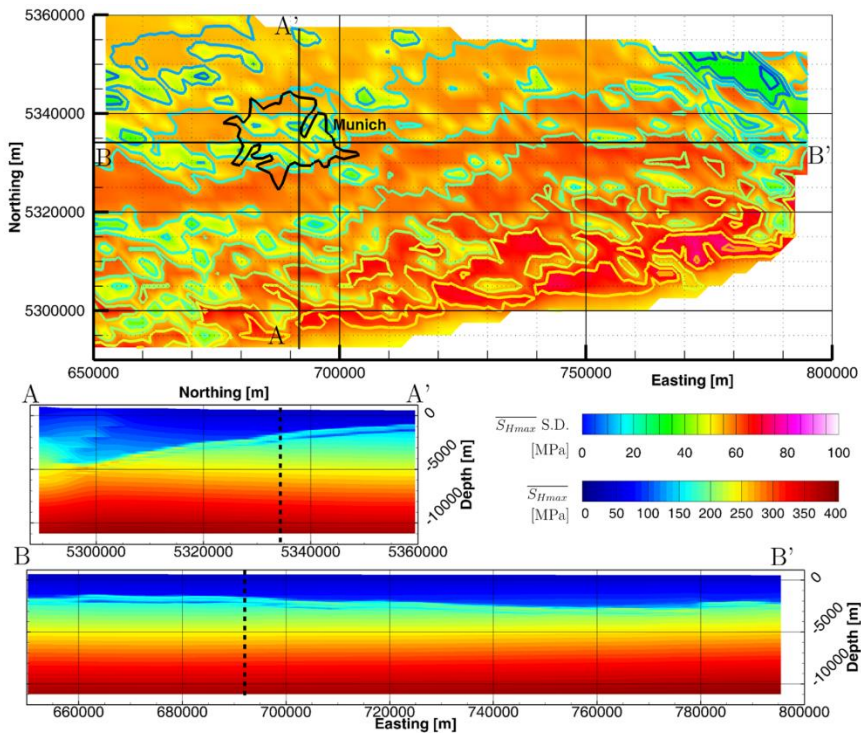 5360000
A'
5340000
Munich
B
B'
Northing [m]
5320000
5300000
A
650000 700000 750000 800000
Easting [m]
A Northing [m] A'
0
-5000
-10000
Depth [m]
5300000 5320000 5340000 5360000
S_Hmax S.D.
[MPa] 0 20 40 60 80 100
S_Hmax
[MPa] 0 50 100 150 200 250 300 350 400
B B'
0
-5000
-10000
Depth [m]
660000 680000 700000 720000 740000 760000 780000 800000
Easting [m]